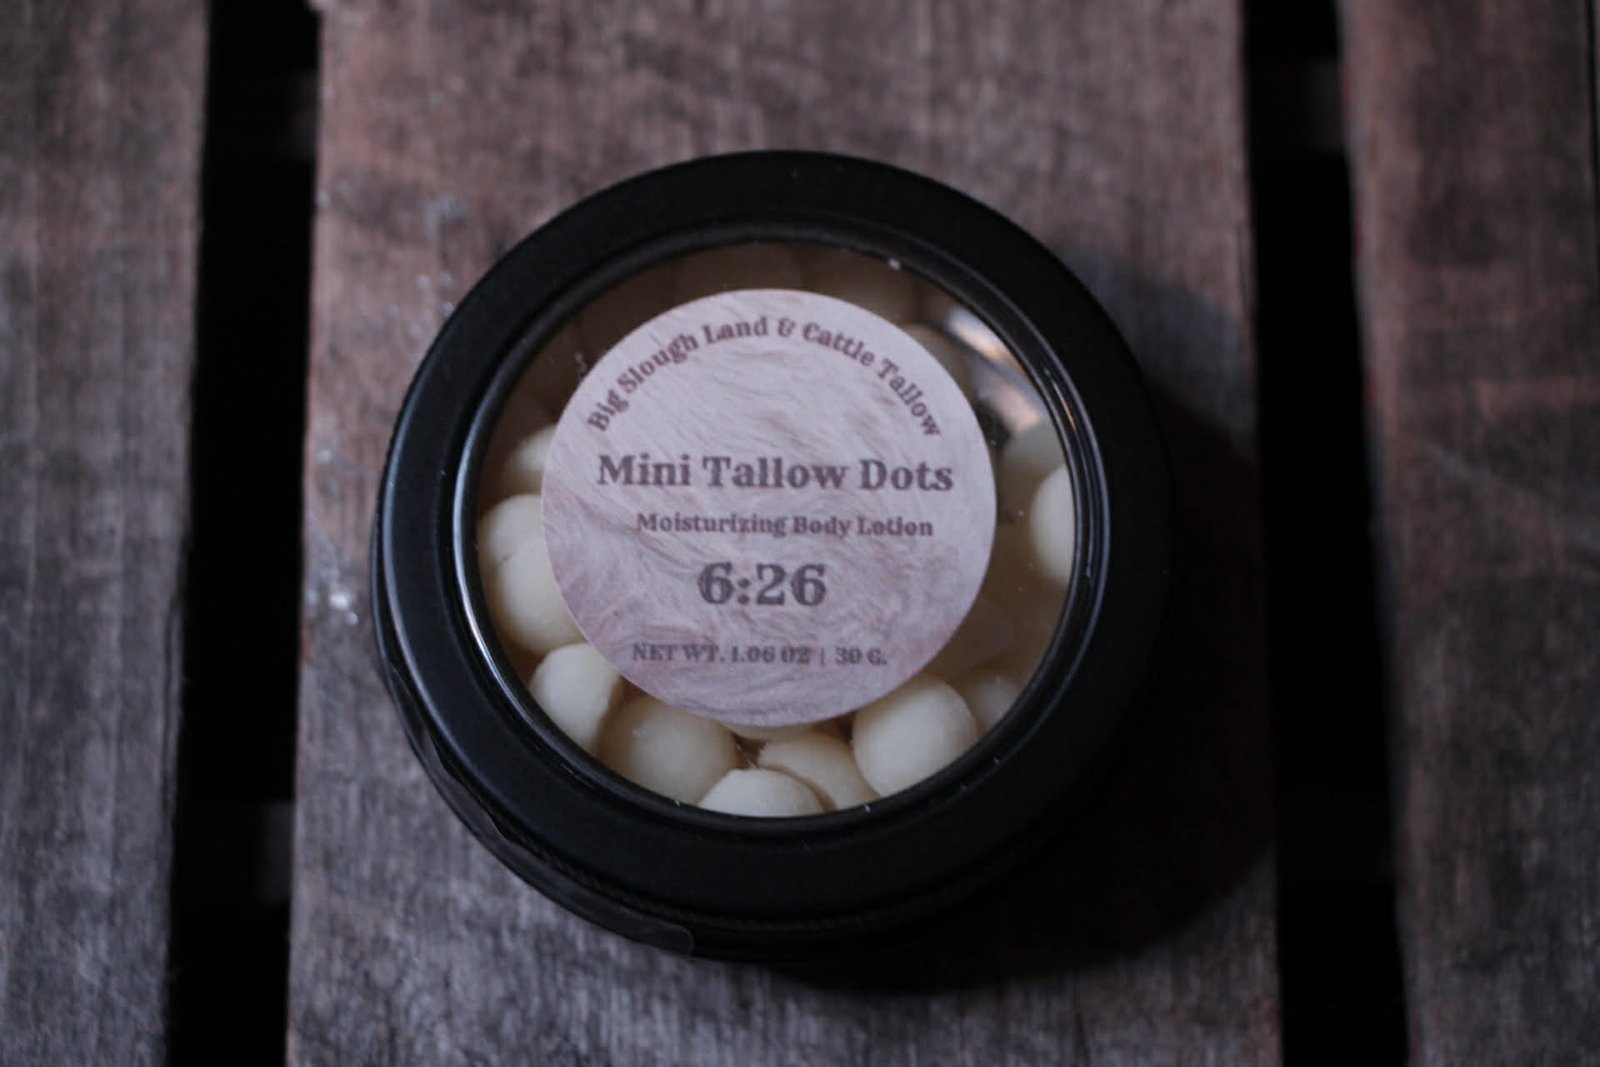 Big Slough Land & Cattle Tallow
Mini Tallow Dots
Moisturizing Body Lotion
6:26
NET WT. 1.06 OZ | 30 G.